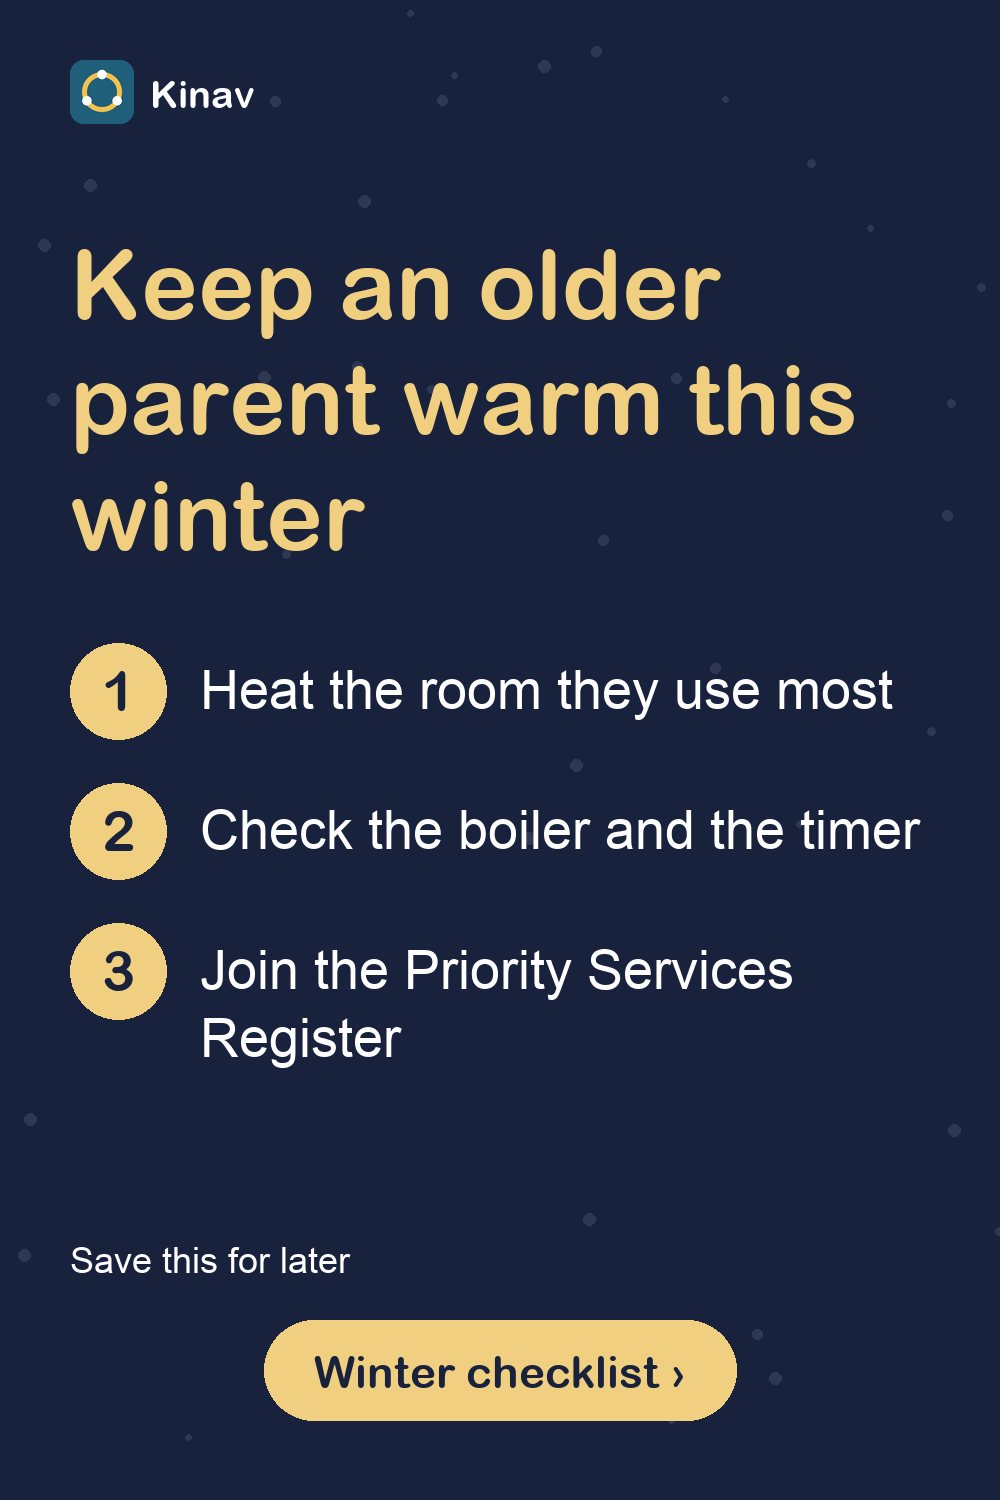 Kinav
Keep an older
parent warm this
winter
1 Heat the room they use most
2 Check the boiler and the timer
3 Join the Priority Services
Register
Save this for later
Winter checklist ›